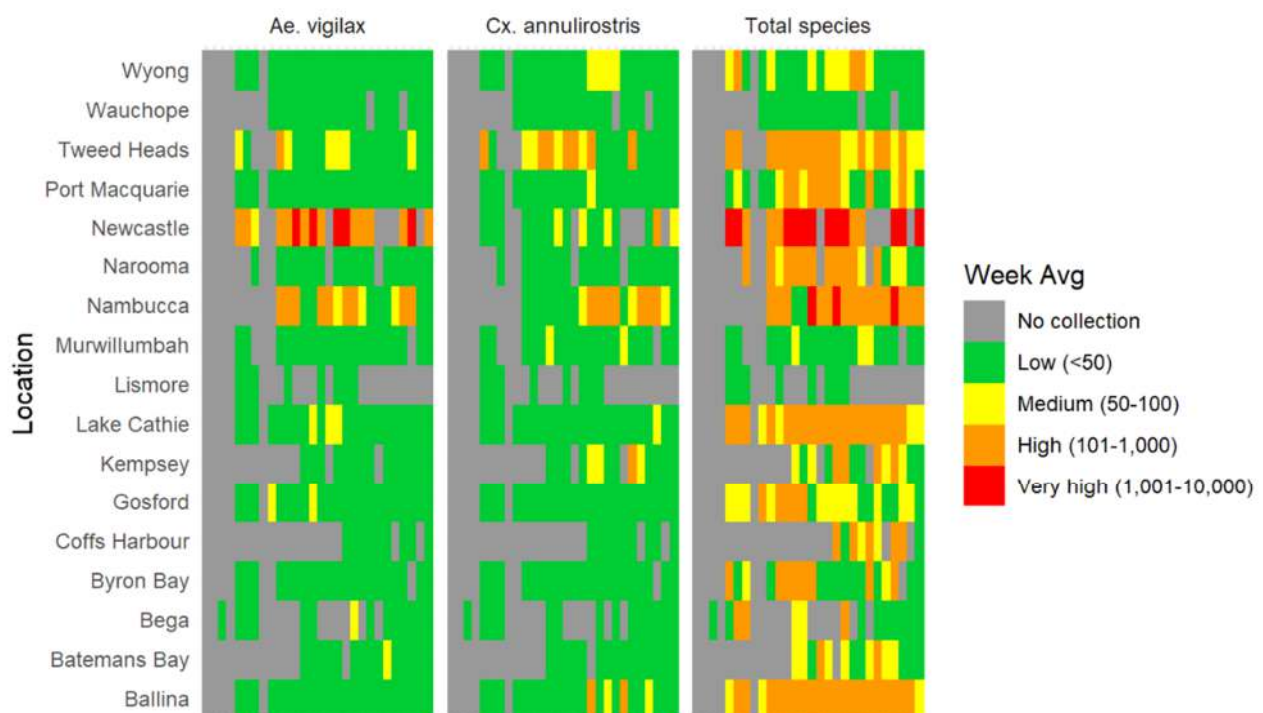 Ae. vigilax
Cx. annulirostris
Total species
Location
Wyong
Wauchope
Tweed Heads
Port Macquarie
Newcastle
Narooma
Nambucca
Murwillumbah
Lismore
Lake Cathie
Kempsey
Gosford
Coffs Harbour
Byron Bay
Bega
Batemans Bay
Ballina
Week Avg
No collection
Low (<50)
Medium (50-100)
High (101-1,000)
Very high (1,001-10,000)